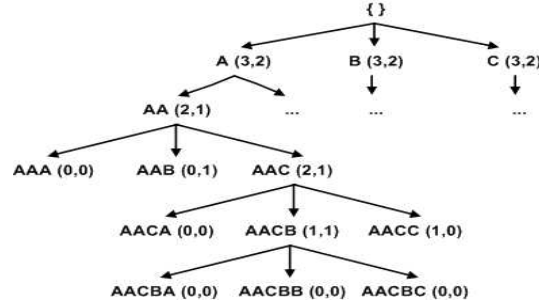 { }
A (3,2) B (3,2) C (3,2)
AA (2,1) ... ... ...
AAA (0,0) AAB (0,1) AAC (2,1)
AACA (0,0) AACB (1,1) AACC (1,0)
AACBA (0,0) AACBB (0,0) AACBC (0,0)